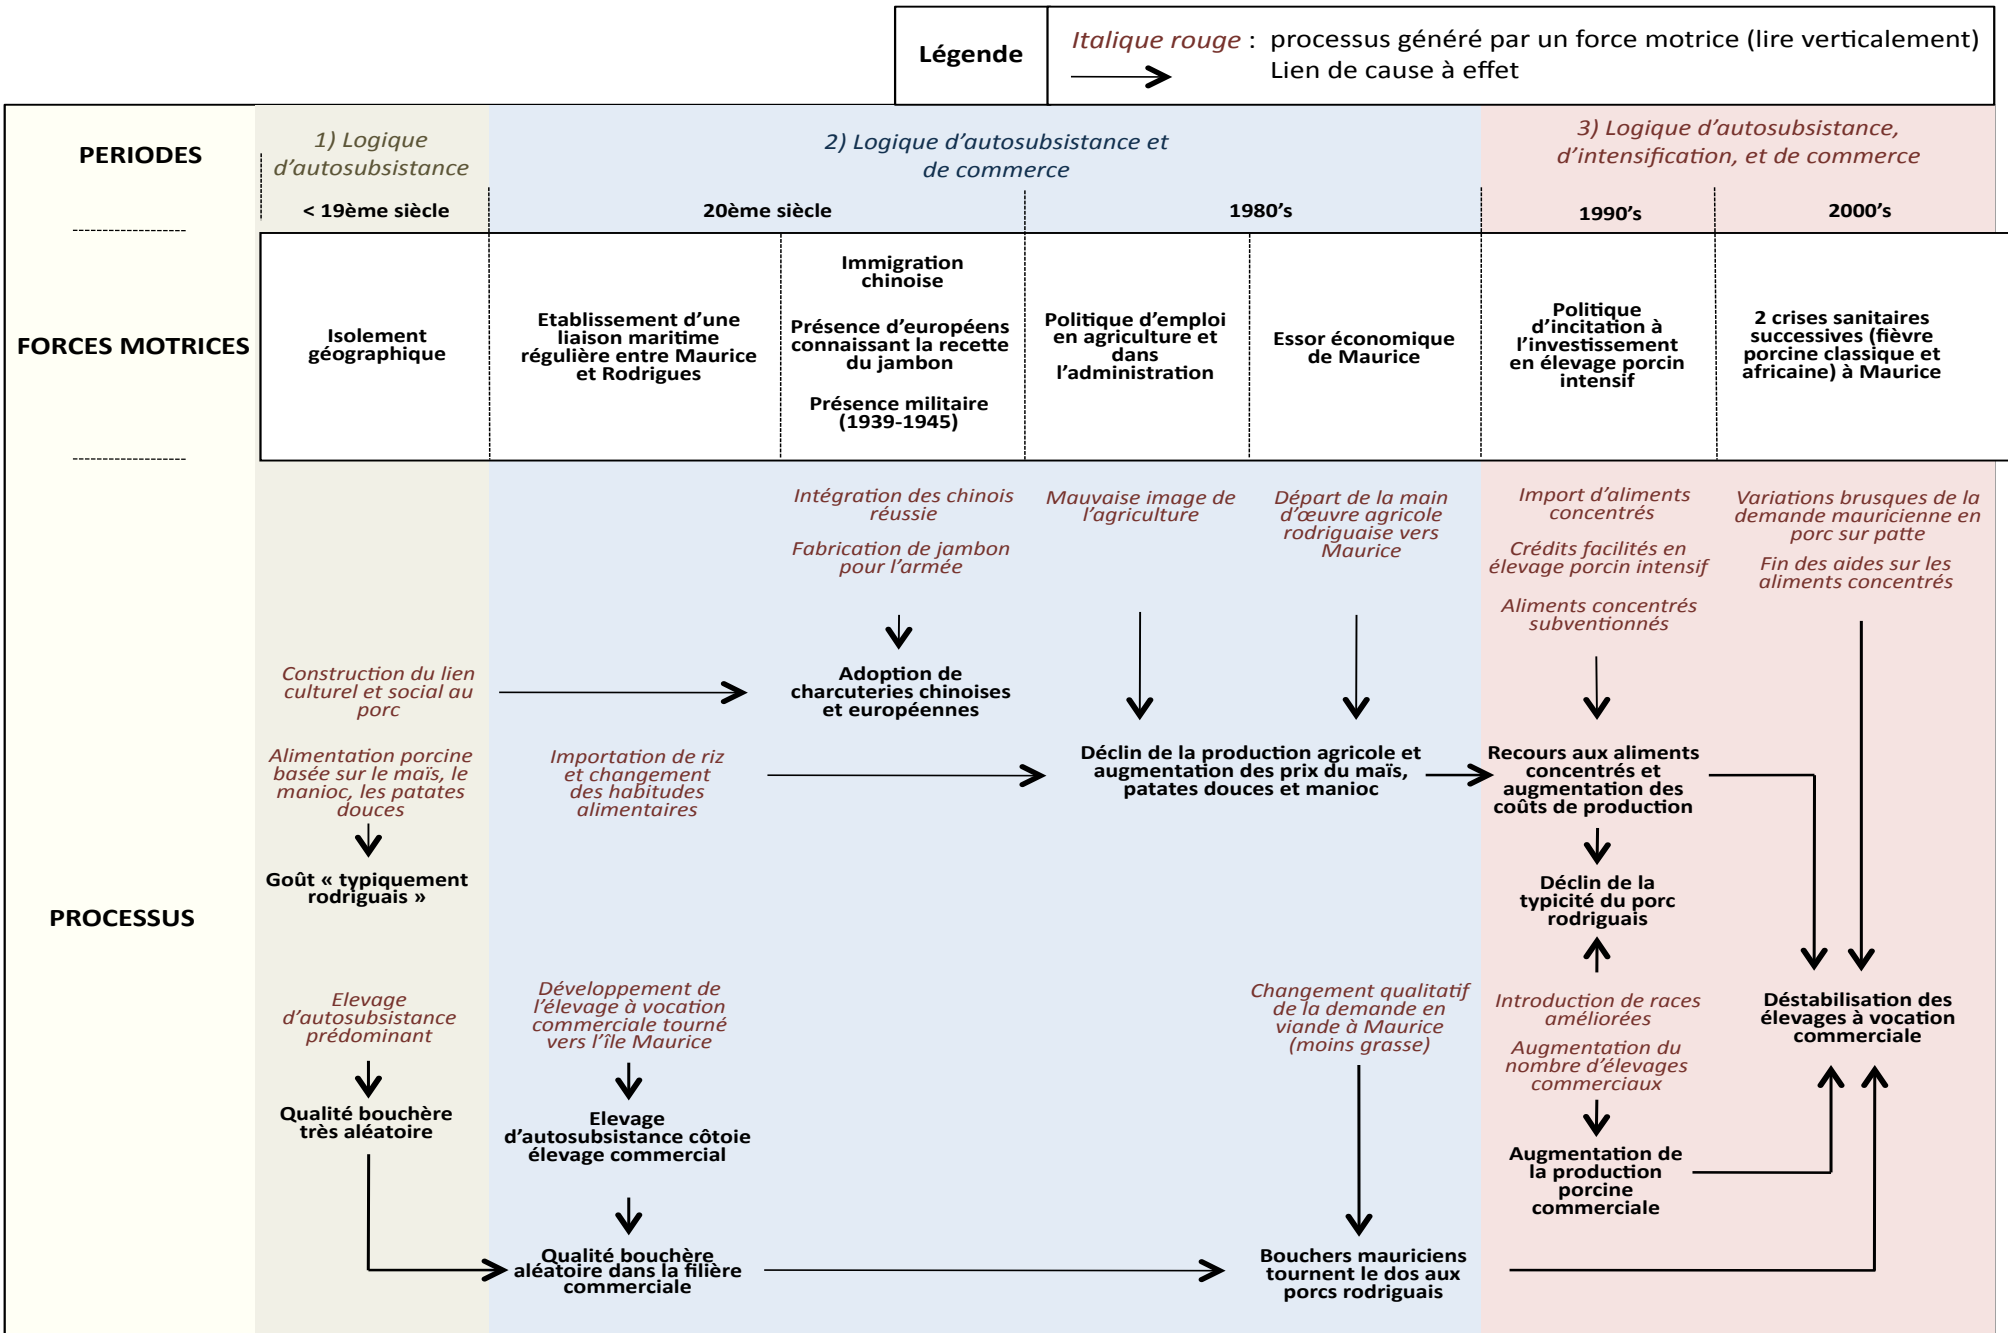 Légende
Italique rouge : processus généré par un force motrice (lire verticalement)
Lien de cause à effet
PERIODES
1) Logique
d’autosubsistance
2) Logique d’autosubsistance et
de commerce
3) Logique d’autosubsistance,
d’intensification, et de commerce
< 19ème siècle
20ème siècle
1980’s
1990’s
2000’s
FORCES MOTRICES
Isolement
géographique
Etablissement d’une
liaison maritime
régulière entre Maurice
et Rodrigues
Immigration
chinoise
Présence d’européens
connaissant la recette
du jambon
Présence militaire
(1939-1945)
Politique d’emploi
en agriculture et
dans
l’administration
Essor économique
de Maurice
Politique
d’incitation à
l’investissement
en élevage porcin
intensif
2 crises sanitaires
successives (fièvre
porcine classique et
africaine) à Maurice
PROCESSUS
Intégration des chinois
réussie
Fabrication de jambon
pour l’armée
Mauvaise image de
l’agriculture
Départ de la main
d’œuvre agricole
rodriguaise vers
Maurice
Import d’aliments
concentrés
Crédits facilités en
élevage porcin intensif
Aliments concentrés
subventionnés
Variations brusques de la
demande mauricienne en
porc sur patte
Fin des aides sur les
aliments concentrés
Construction du lien
culturel et social au
porc
Adoption de
charcuteries chinoises
et européennes
Alimentation porcine
basée sur le maïs, le
manioc, les patates
douces
Importation de riz
et changement
des habitudes
alimentaires
Déclin de la production agricole et
augmentation des prix du maïs,
patates douces et manioc
Recours aux aliments
concentrés et
augmentation des
coûts de production
Goût « typiquement
rodriguais »
Déclin de la
typicité du porc
rodriguais
Elevage
d’autosubsistance
prédominant
Développement de
l’élevage à vocation
commerciale tourné
vers l’île Maurice
Changement qualitatif
de la demande en
viande à Maurice
(moins grasse)
Introduction de races
améliorées
Augmentation du
nombre d’élevages
commerciaux
Déstabilisation des
élevages à vocation
commerciale
Qualité bouchère
très aléatoire
Elevage
d’autosubsistance côtoie
élevage commercial
Augmentation de
la production
porcine
commerciale
Qualité bouchère
aléatoire dans la filière
commerciale
Bouchers mauriciens
tournent le dos aux
porcs rodriguais